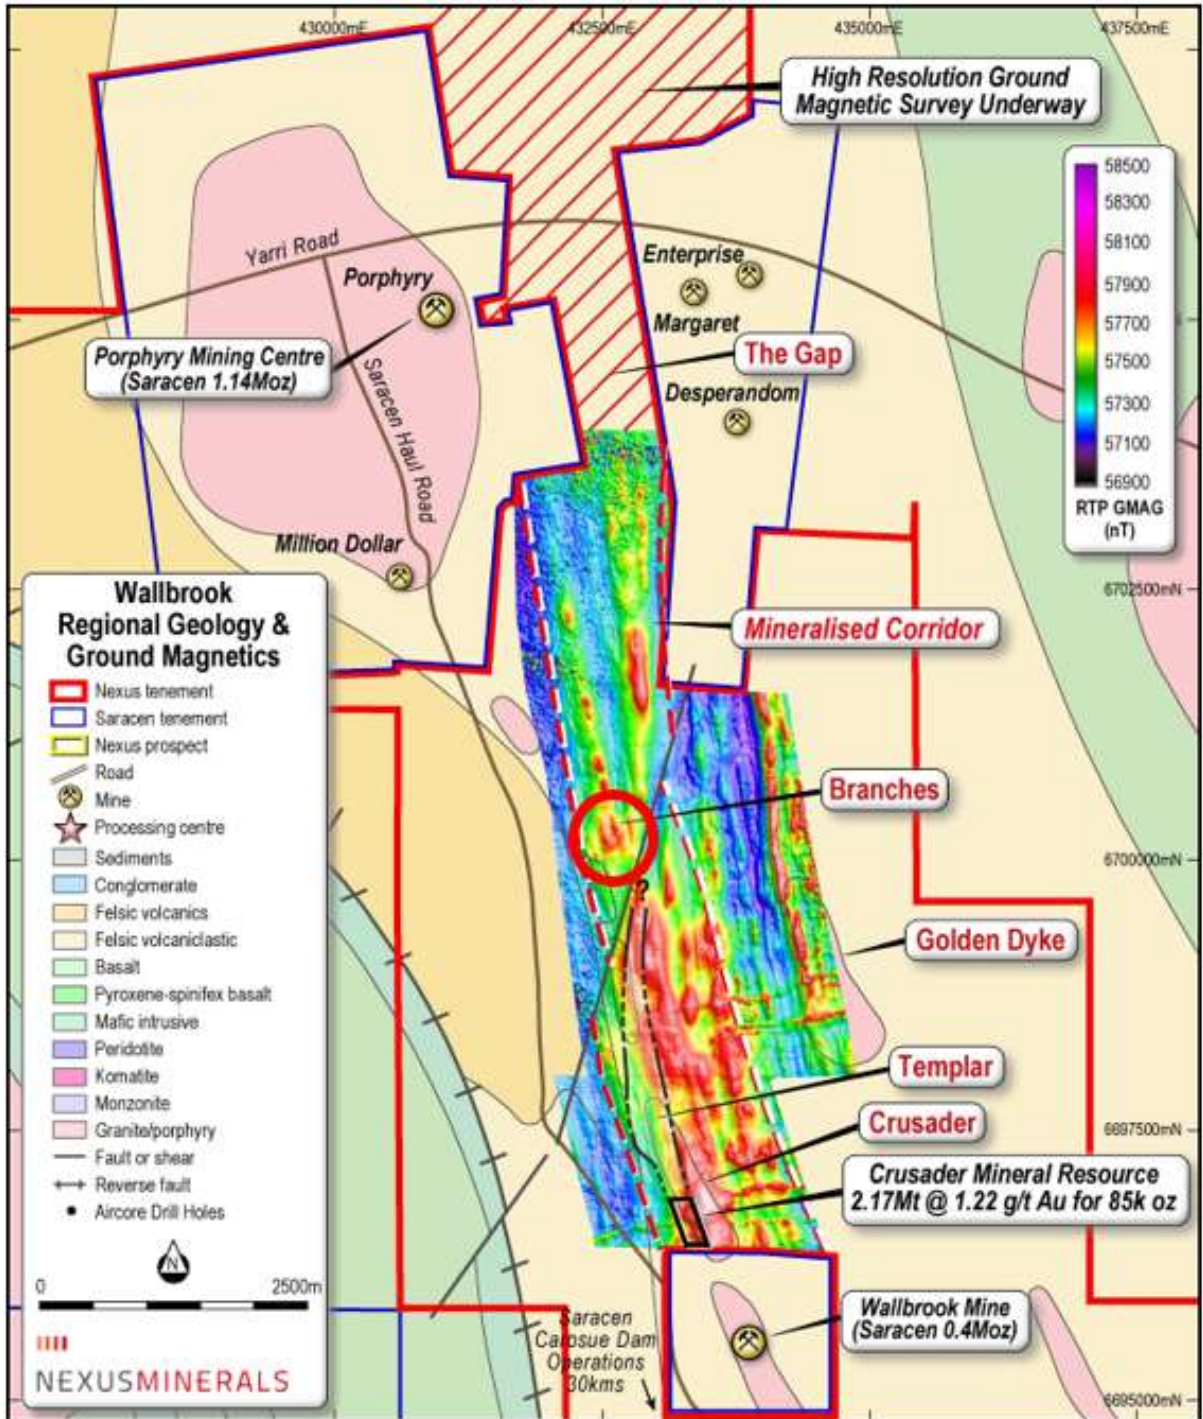 430000mE
432500mE
435000mE
437500mE
High Resolution Ground
Magnetic Survey Underway
58500
58300
58100
57900
57700
57500
57300
57100
56900
RTP GMAG
(nT)
Yarri Road
Porphyry
Enterprise
Margaret
The Gap
Porphyry Mining Centre
(Saracen 1.14Moz)
Saracen Haul Road
Desperandom
Million Dollar
6702500mN
Mineralised Corridor
Wallbrook
Regional Geology &
Ground Magnetics
Nexus tenement
Saracen tenement
Nexus prospect
Road
Mine
Processing centre
Sediments
Conglomerate
Felsic volcanics
Felsic volcaniclastic
Basalt
Pyroxene-spinifex basalt
Mafic intrusive
Peridotite
Komatite
Monzonite
Granite/porphyry
Fault or shear
Reverse fault
Aircore Drill Holes
N
0 2500m
NEXUSMINERALS
Branches
6700000mN
?
Golden Dyke
Templar
Crusader
6697500mN
Crusader Mineral Resource
2.17Mt @ 1.22 g/t Au for 85k oz
Wallbrook Mine
(Saracen 0.4Moz)
Saracen
Carosue Dam
Operations
30kms
6695000mN